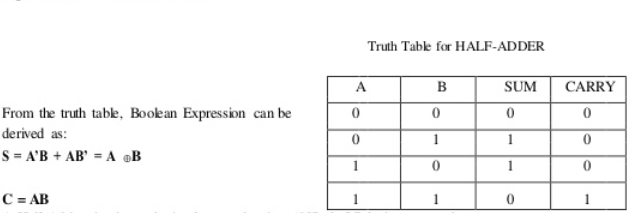 Truth Table for HALF-ADDER
From the truth table, Boolean Expression can be
derived as:
S = A’B + AB’ = A ⊕B
C = AB
A B SUM CARRY
0 0 0 0
0 1 1 0
1 0 1 0
1 1 0 1